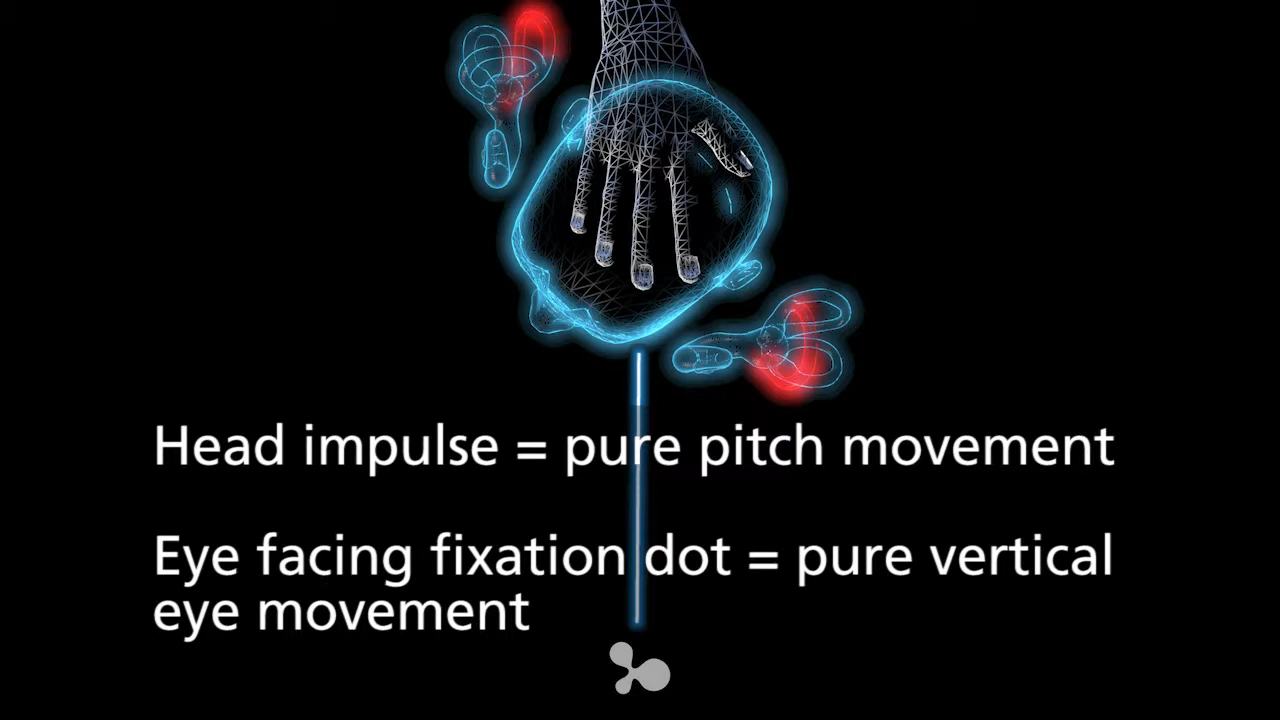 Head impulse = pure pitch movement
Eye facing fixation dot = pure vertical
eye movement